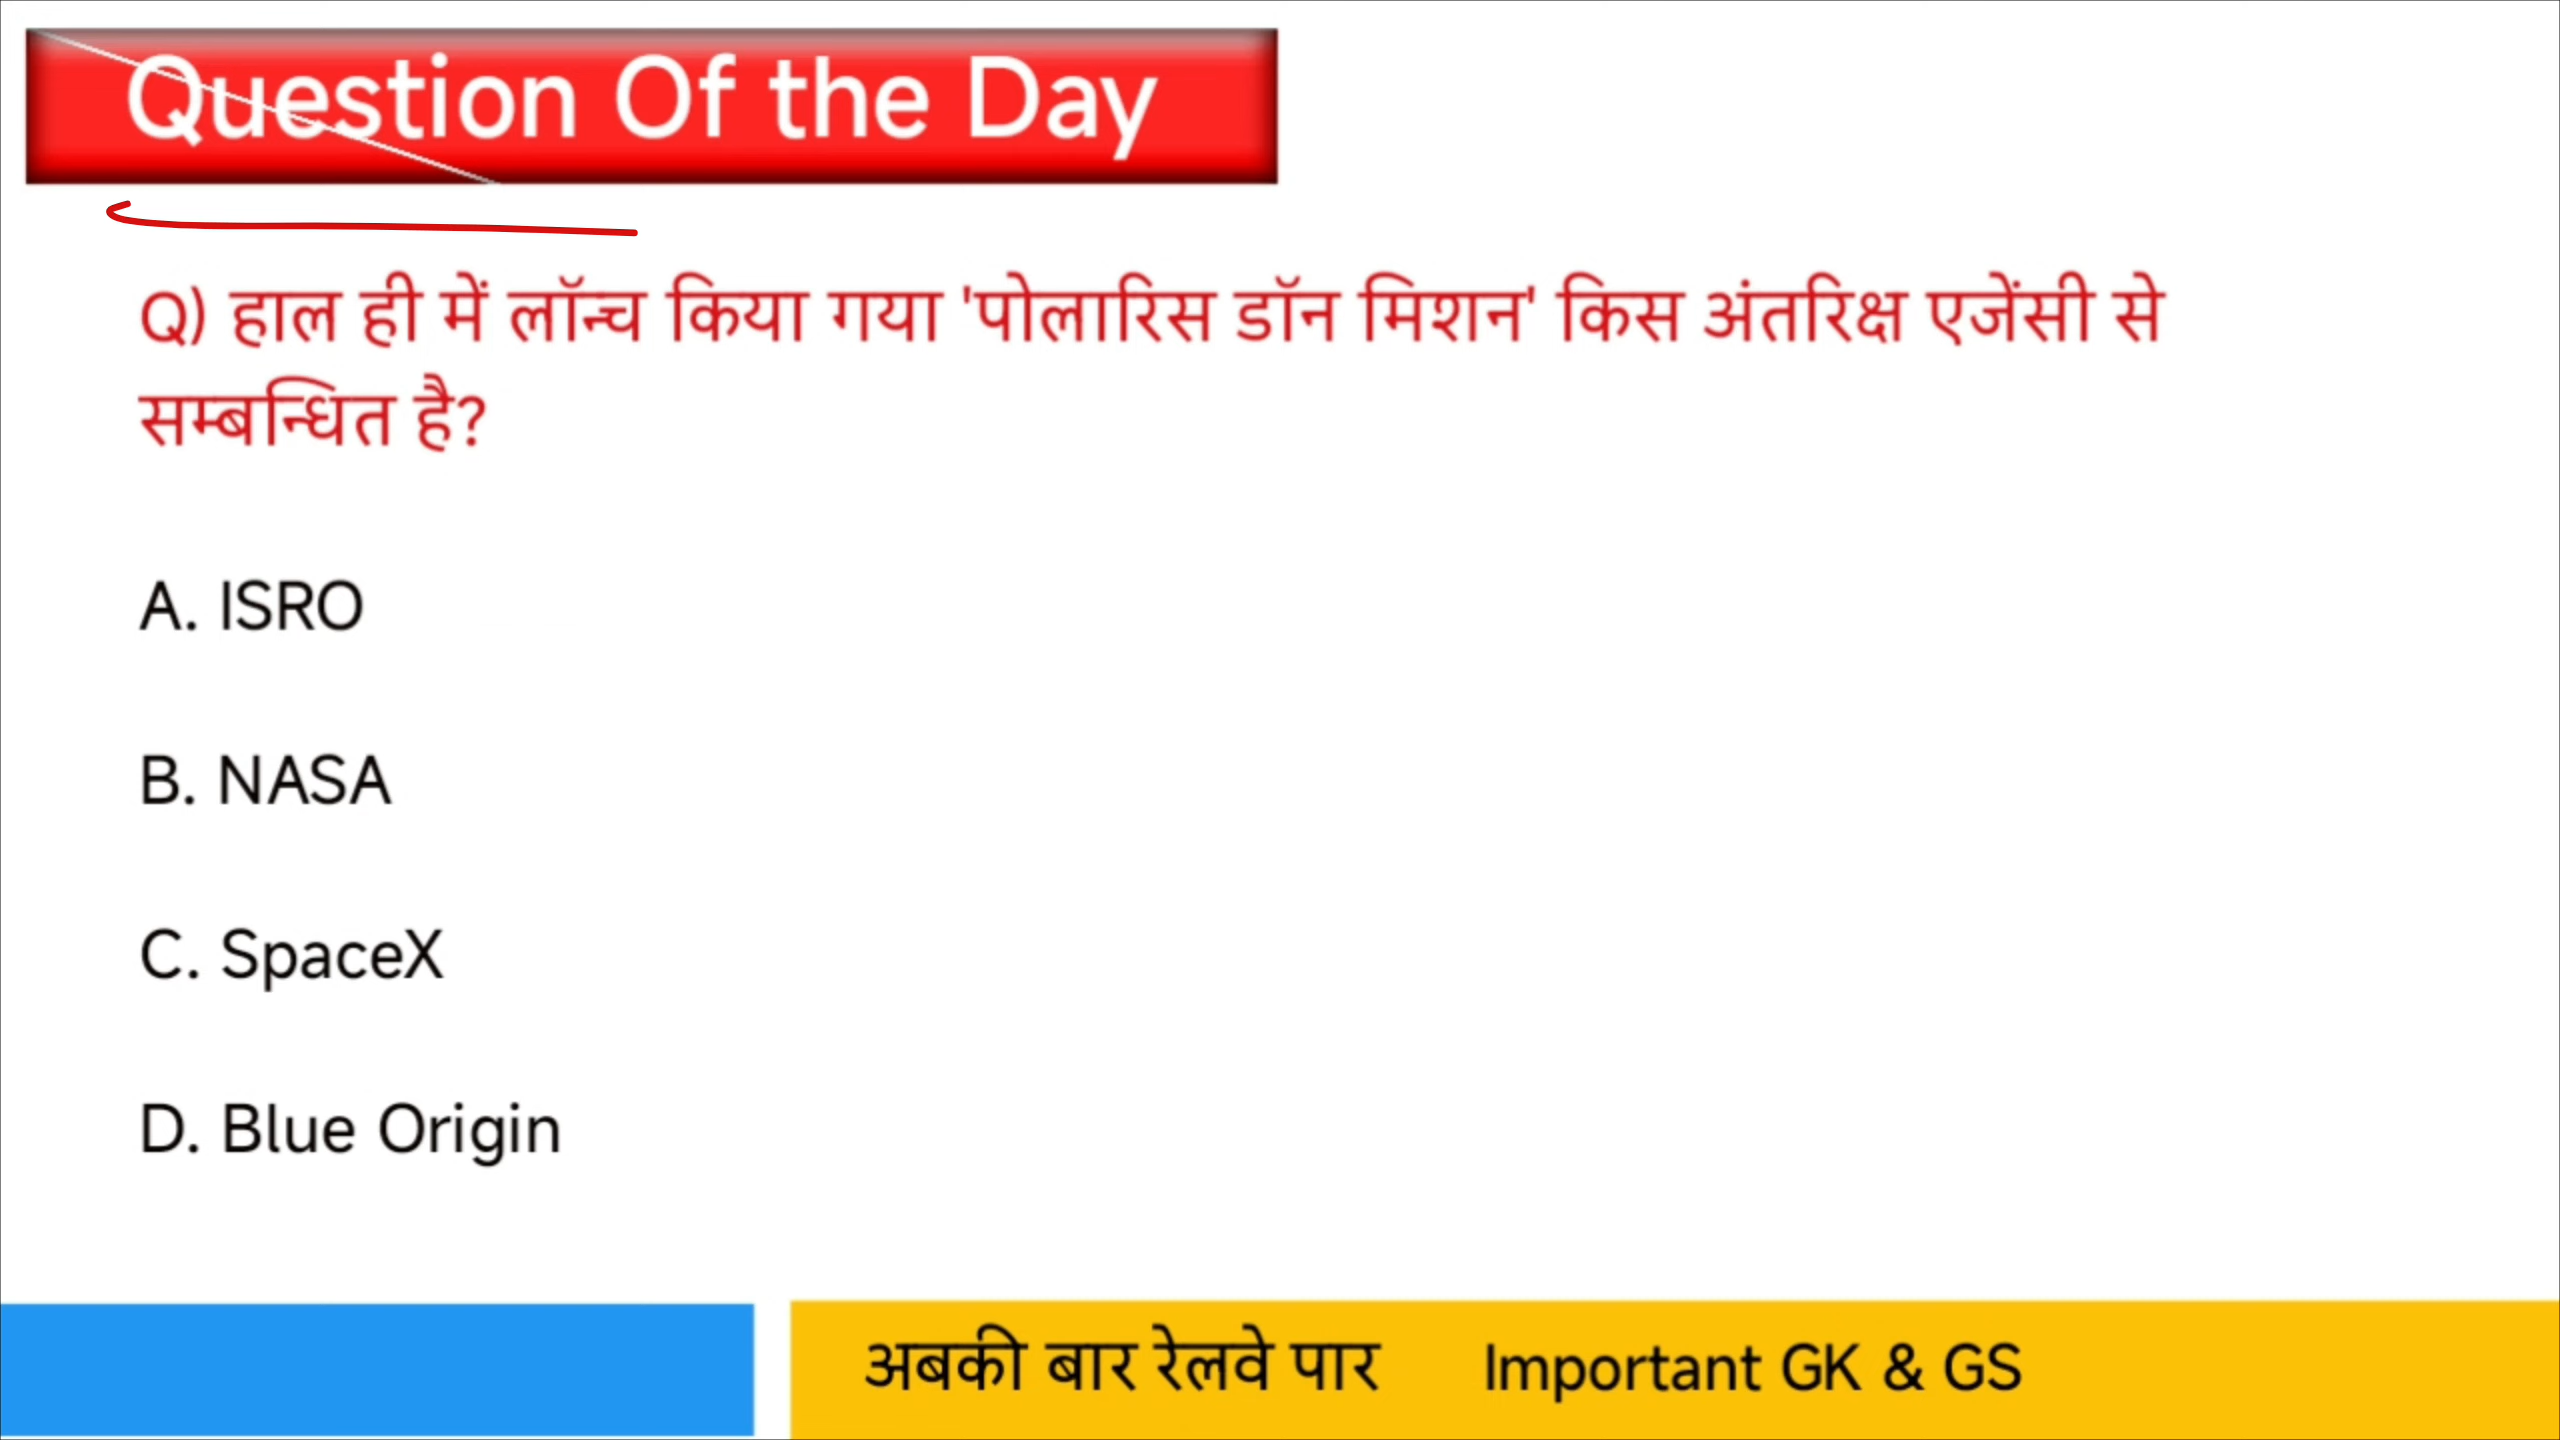 Question Of the Day
Q) हाल ही में लॉन्च किया गया 'पोलारिस डॉन मिशन' किस अंतरिक्ष एजेंसी से
सम्बन्धित है?
A. ISRO
B. NASA
C. SpaceX
D. Blue Origin
अबकी बार रेलवे पार Important GK & GS